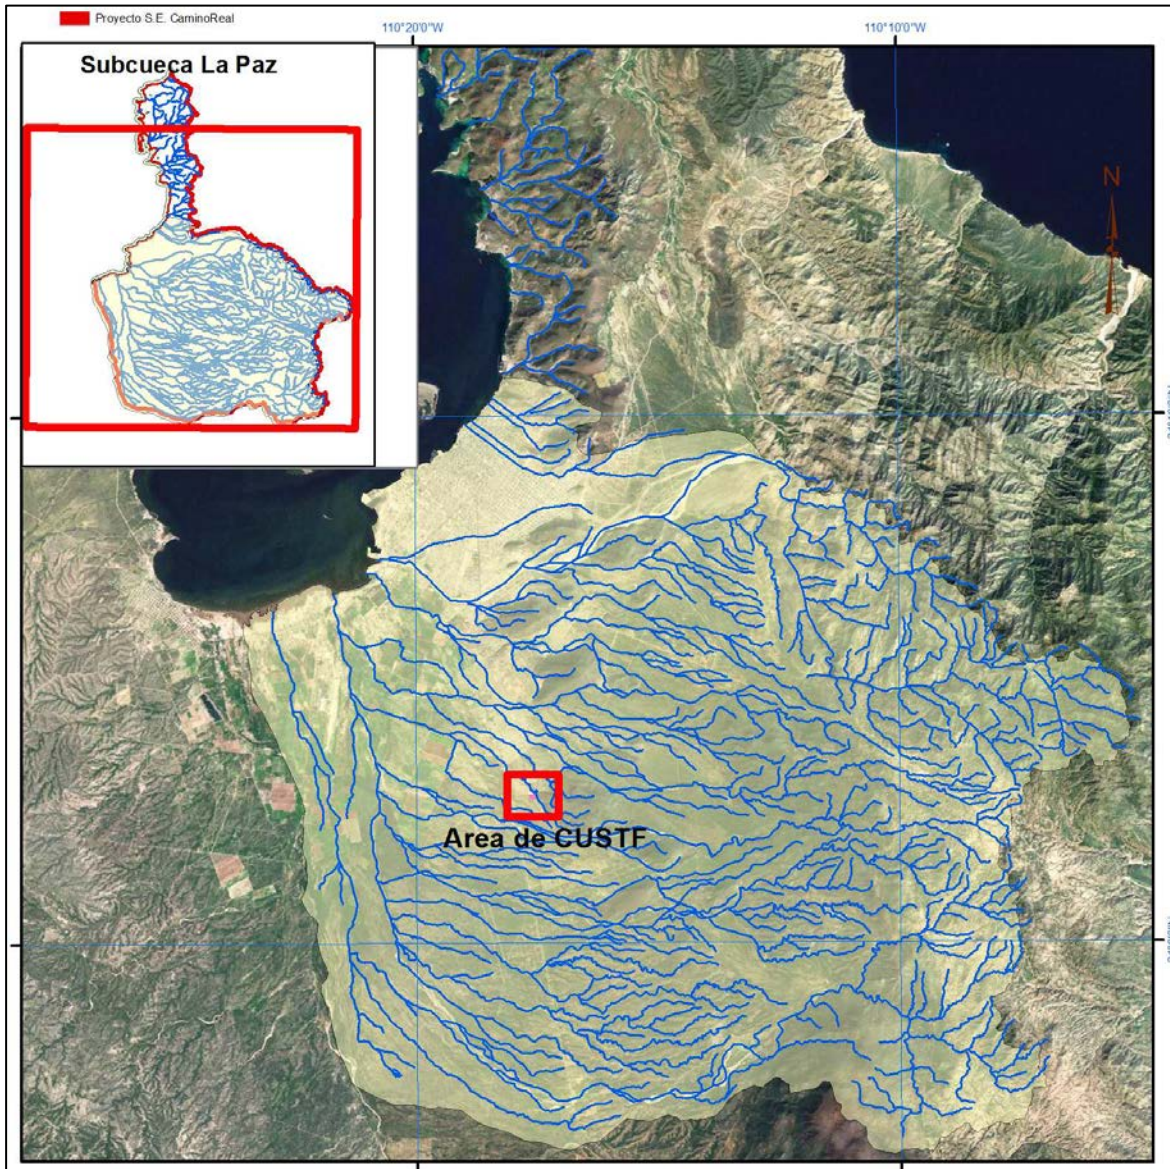 Proyecto S.E. CaminoReal
110°20'0"W
110°10'0"W
Subcueca La Paz
N
Area de CUSTF